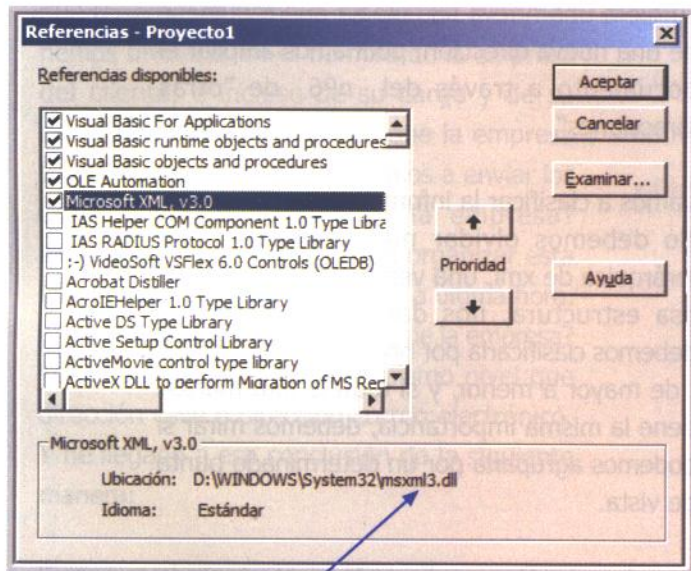 Referencias - Proyecto1
Referencias disponibles:
Visual Basic For Applications
Visual Basic runtime objects and procedures
Visual Basic objects and procedures
OLE Automation
Microsoft XML, v3.0
IAS Helper COM Component 1.0 Type Libra
IAS RADIUS Protocol 1.0 Type Library
:-) VideoSoft VSFlex 6.0 Controls (OLEDB)
Acrobat Distiller
AcroIEHelper 1.0 Type Library
Active DS Type Library
Active Setup Control Library
ActiveMovie control type library
ActiveX DLL to perform Migration of MS Rep
Prioridad
Aceptar
Cancelar
Examinar...
Ayuda
Microsoft XML, v3.0
Ubicación: D:\WINDOWS\System32\msxml3.dll
Idioma: Estándar